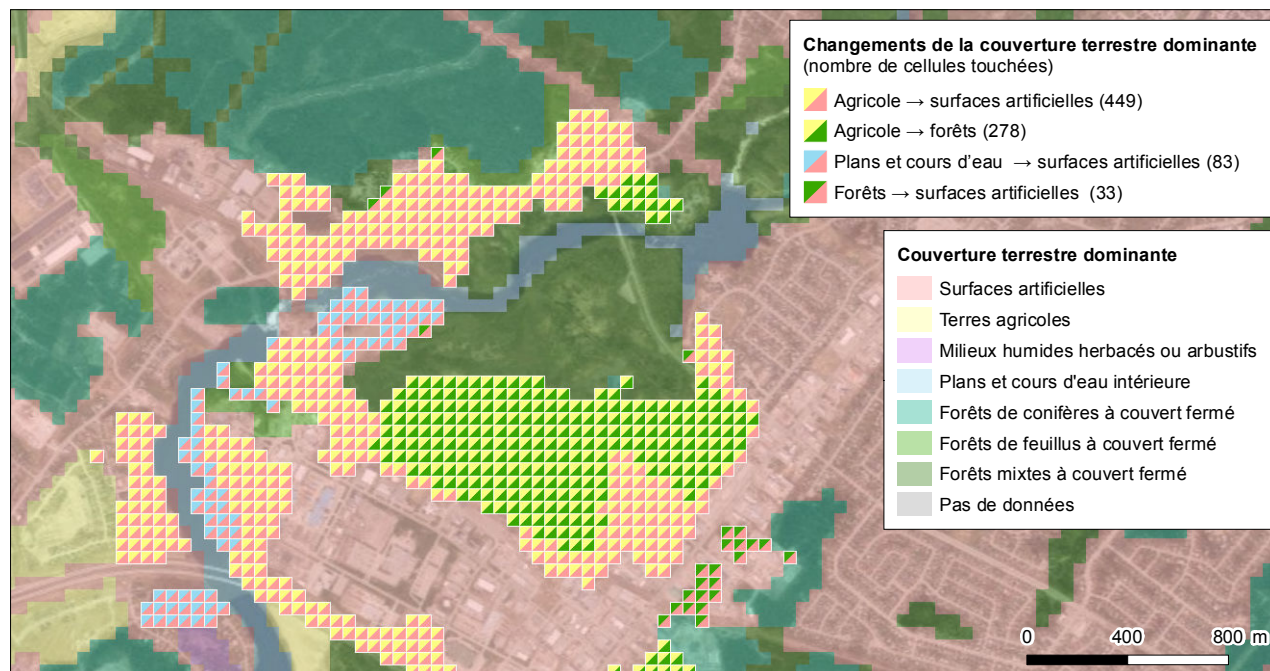 Changements de la couverture terrestre dominante
(nombre de cellules touchées)
Agricole → surfaces artificielles (449)
Agricole → forêts (278)
Plans et cours d’eau → surfaces artificielles (83)
Forêts → surfaces artificielles (33)
Couverture terrestre dominante
Surfaces artificielles
Terres agricoles
Milieux humides herbacés ou arbustifs
Plans et cours d'eau intérieure
Forêts de conifères à couvert fermé
Forêts de feuillus à couvert fermé
Forêts mixtes à couvert fermé
Pas de données
0 400 800 m